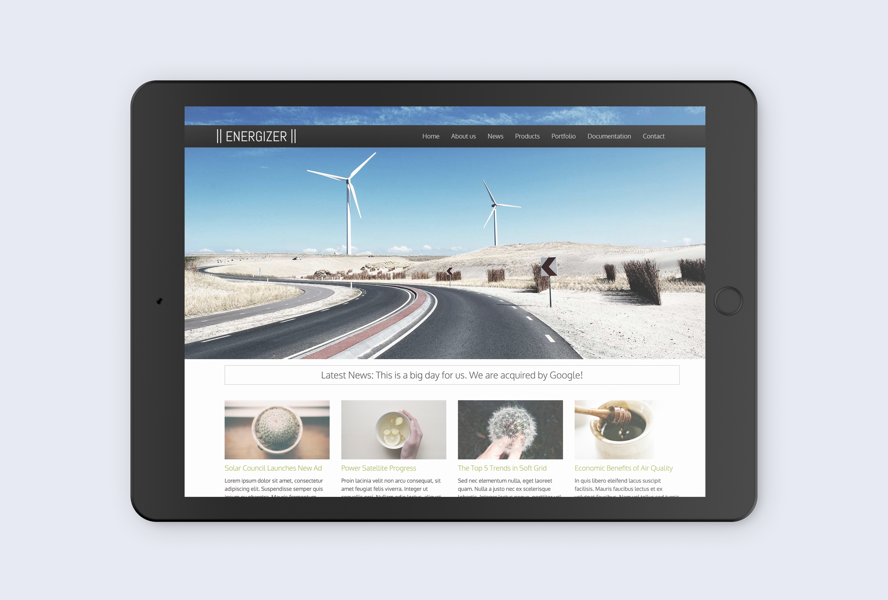 || ENERGIZER ||
Home About us News Products Portfolio Documentation Contact
Latest News: This is a big day for us. We are acquired by Google!
Solar Council Launches New Ad
Lorem ipsum dolor sit amet, consectetur
adipiscing elit. Suspendisse semper quis
Power Satellite Progress
Proin lacinia velit non arcu consequat, sit
amet feugiat felis viverra. Integer ut
The Top 5 Trends in Soft Grid
Sed nec elementum nulla, eget laoreet
quam. Nulla a justo nec ex scelerisque
Economic Benefits of Air Quality
In quis libero eleifend lacus suscipit
facilisis. Mauris faucibus lectus et ex